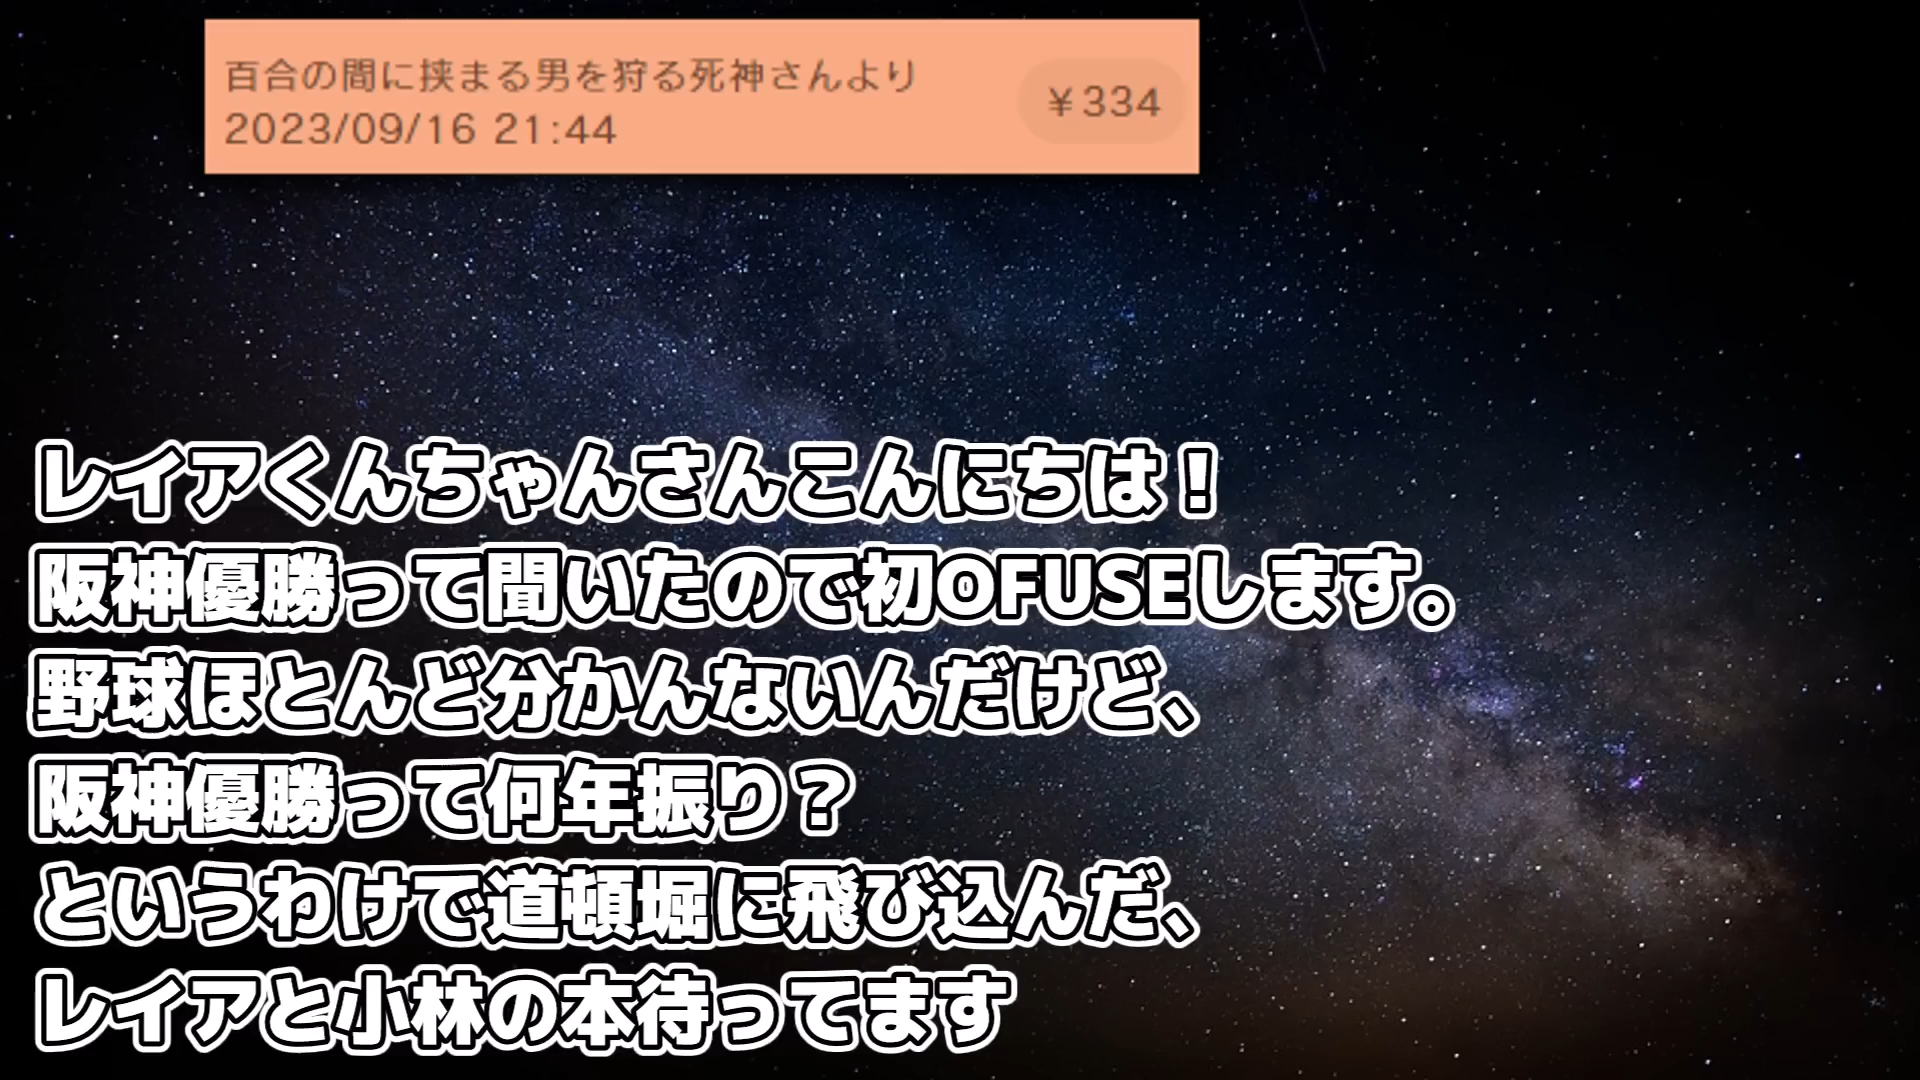 百合の間に挟まる男を狩る死神さんより
¥334
2023/09/16 21:44
レイアくんちゃんさんこんにちは！
阪神優勝って聞いたので初OFUSEします。
野球ほとんど分かんないんだけど、
阪神優勝って何年振り？
というわけで道頓堀に飛び込んだ、
レイアと小林の本待ってます